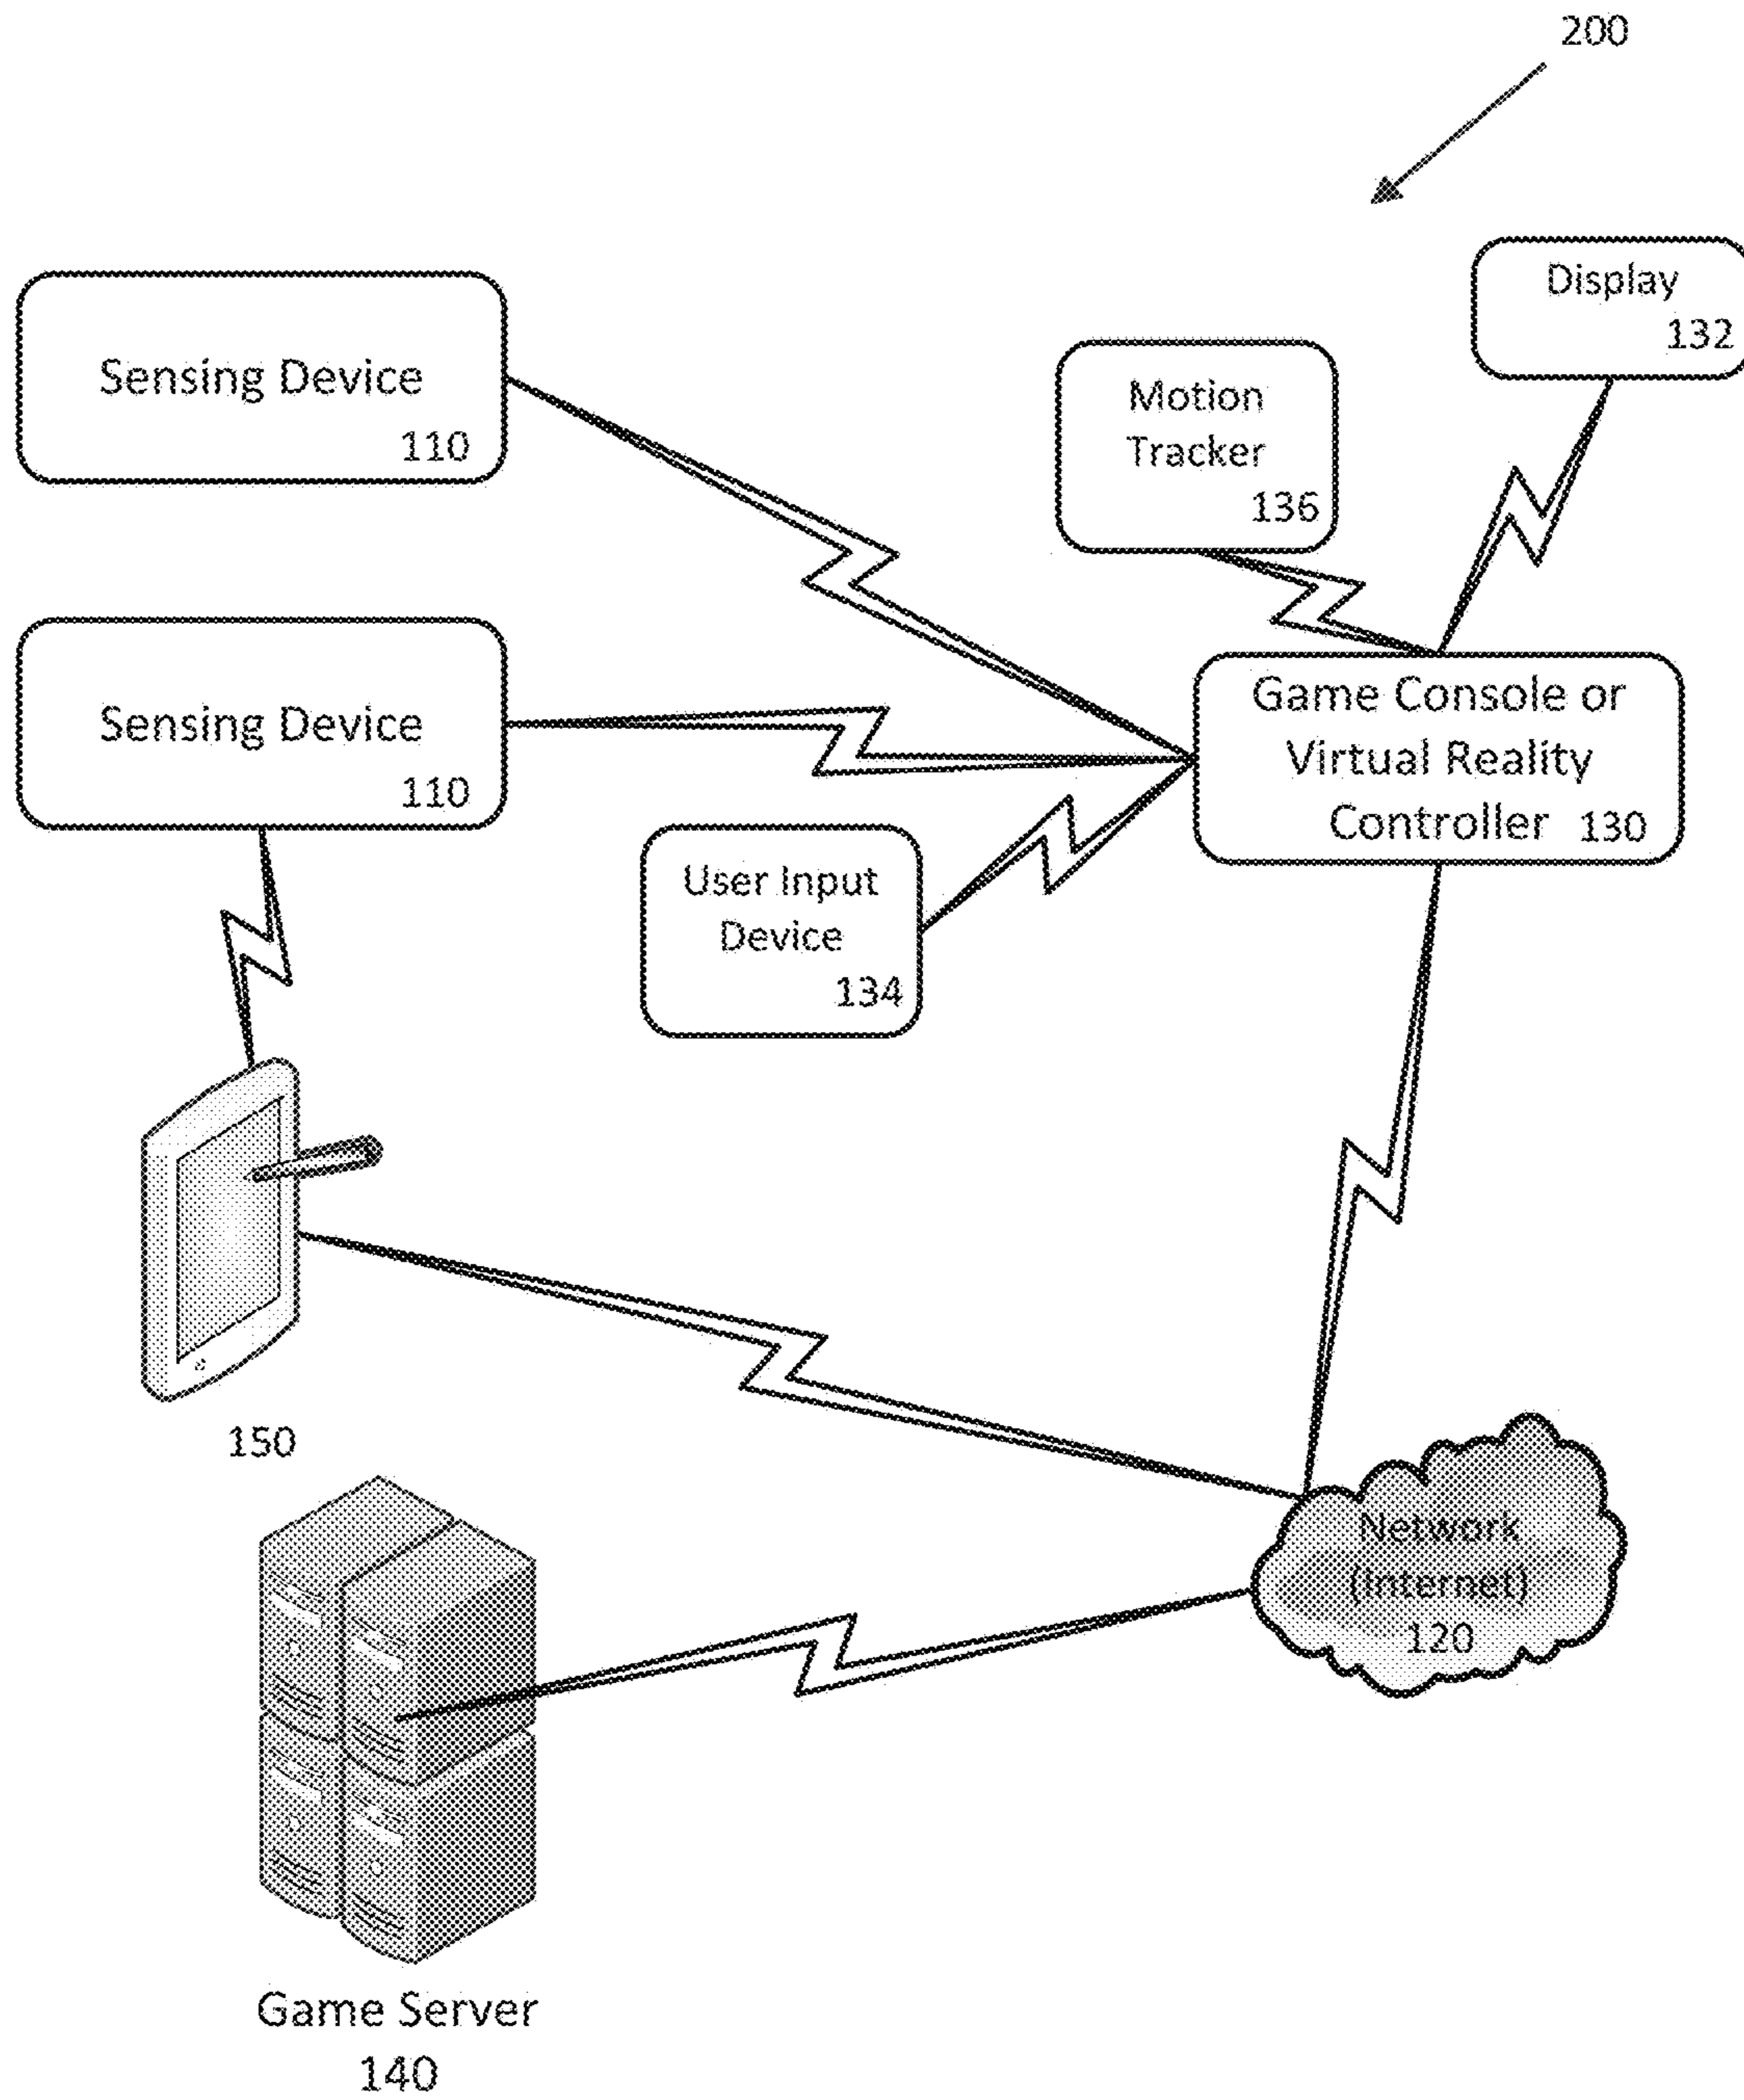 200
Display
132
Motion
Tracker
136
Sensing Device
110
Game Console or
Virtual Reality
Controller 130
Sensing Device
110
User Input
Device
134
150
Network
(Internet)
120
Game Server
140